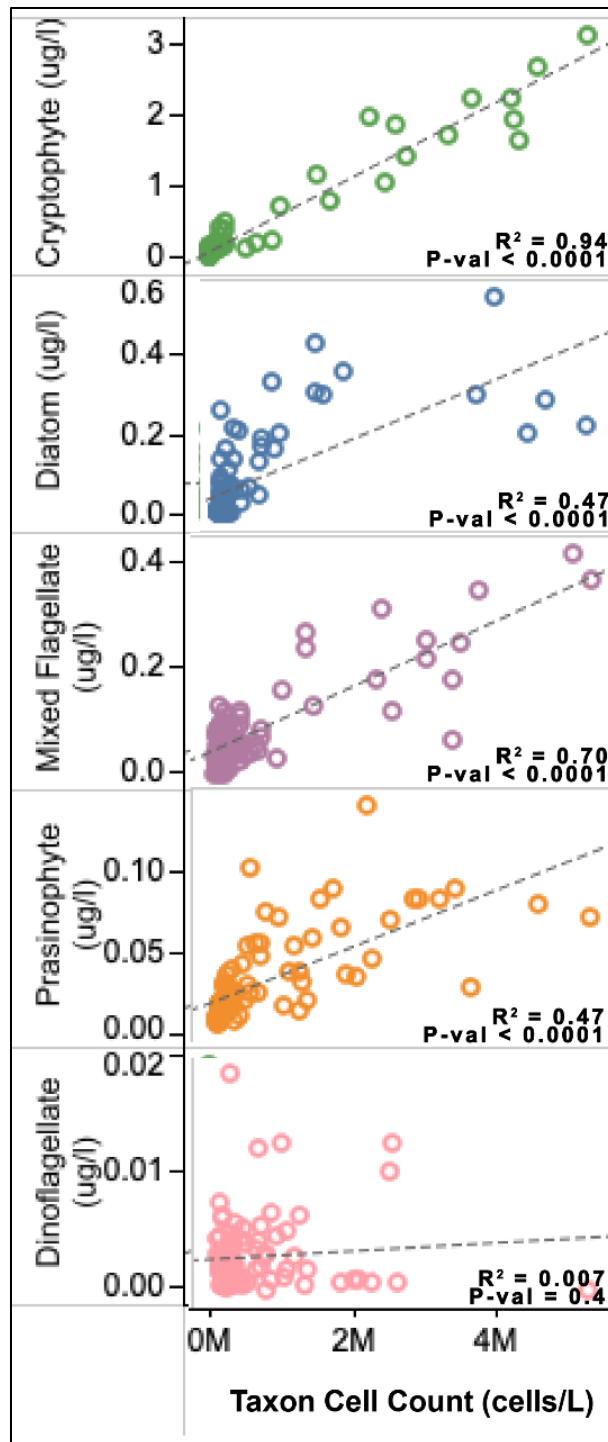 Cryptophyte (ug/l)
3
2
1
0
R² = 0.94
P-val < 0.0001
Diatom (ug/l)
0.6
0.4
0.2
0.0
R² = 0.47
P-val < 0.0001
Mixed Flagellate
(ug/l)
0.4
0.2
0.0
R² = 0.70
P-val < 0.0001
Prasinophyte
(ug/l)
0.10
0.05
0.00
R² = 0.47
P-val < 0.0001
Dinoflagellate
(ug/l)
0.02
0.01
0.00
R² = 0.007
P-val = 0.4
0M 2M 4M
Taxon Cell Count (cells/L)